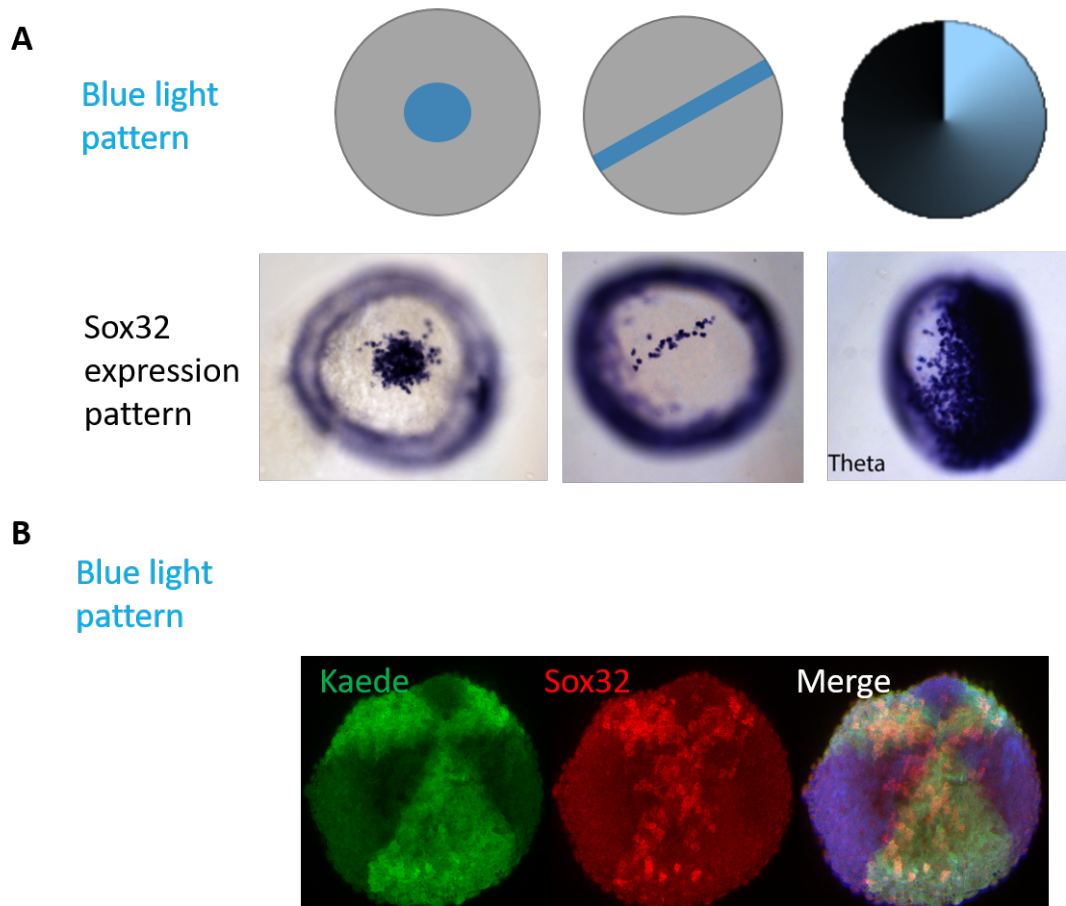 A
Blue light
pattern
Sox32
expression
pattern
Theta
B
Blue light
pattern
Kaede
Sox32
Merge